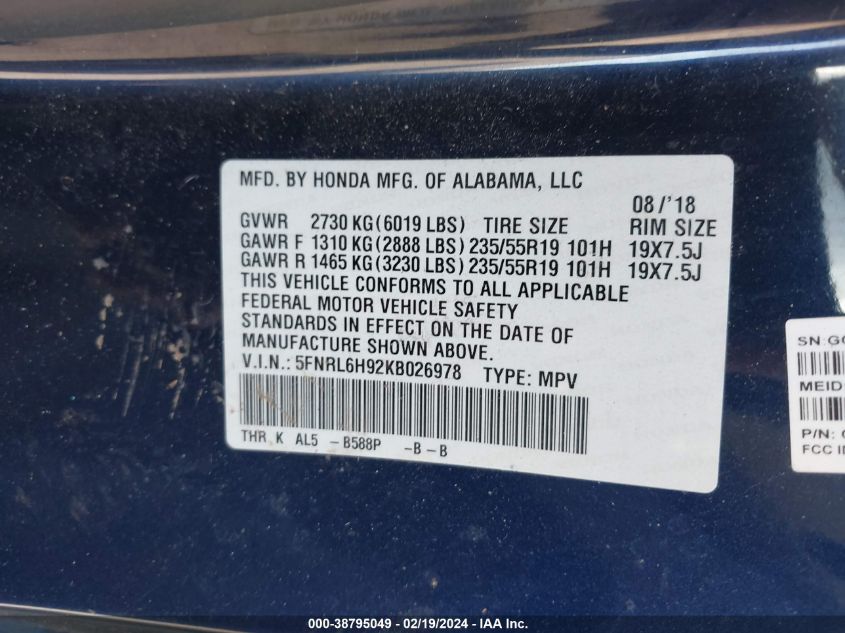 MFD. BY HONDA MFG. OF ALABAMA, LLC
08/'18
GVWR 2730 KG(6019 LBS) TIRE SIZE RIM SIZE
GAWR F 1310 KG(2888 LBS) 235/55R19 101H 19X7.5J
GAWR R 1465 KG(3230 LBS) 235/55R19 101H 19X7.5J
THIS VEHICLE CONFORMS TO ALL APPLICABLE
FEDERAL MOTOR VEHICLE SAFETY
STANDARDS IN EFFECT ON THE DATE OF
MANUFACTURE SHOWN ABOVE.
V.I.N.: 5FNRL6H92KB026978 TYPE: MPV
THR K AL5 -B588P -B-B
SN:
MEID
P/N:
FCC
000-38795049 - 02/19/2024 - IAA Inc.